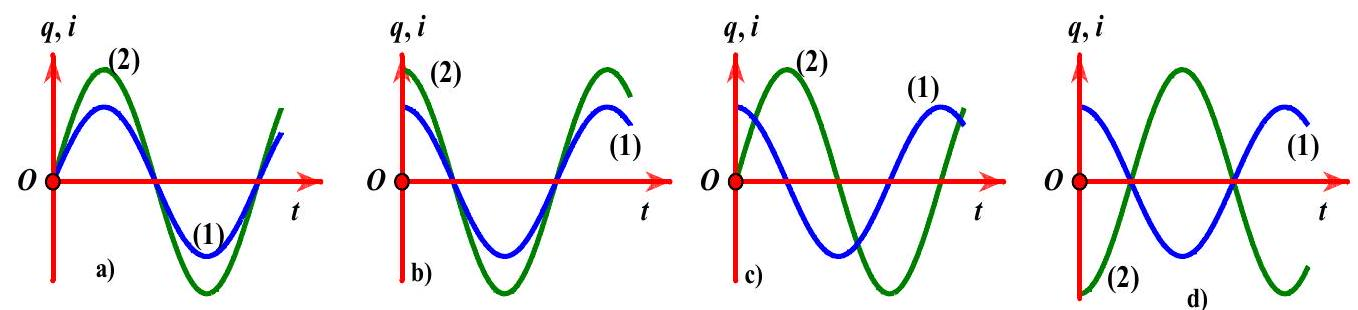 q, i
(2)
O
(1)
t
a)
q, i
(2)
O
(1)
t
b)
q, i
(2)
(1)
O
t
c)
q, i
O
(1)
t
(2)
d)